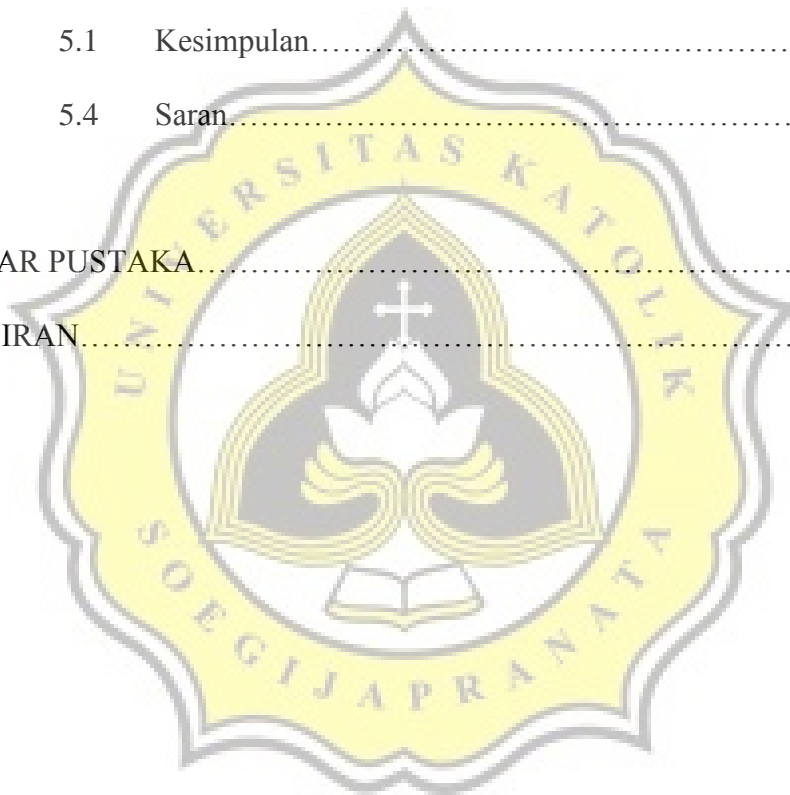 5.1 Kesimpulan……………………………………………
5.4 Saran……………………………………………………
AR PUSTAKA……………………………………………………
IRAN……………………………………………………………
UNIVERSITAS KATOLIK
SOEGIJAPRANATA